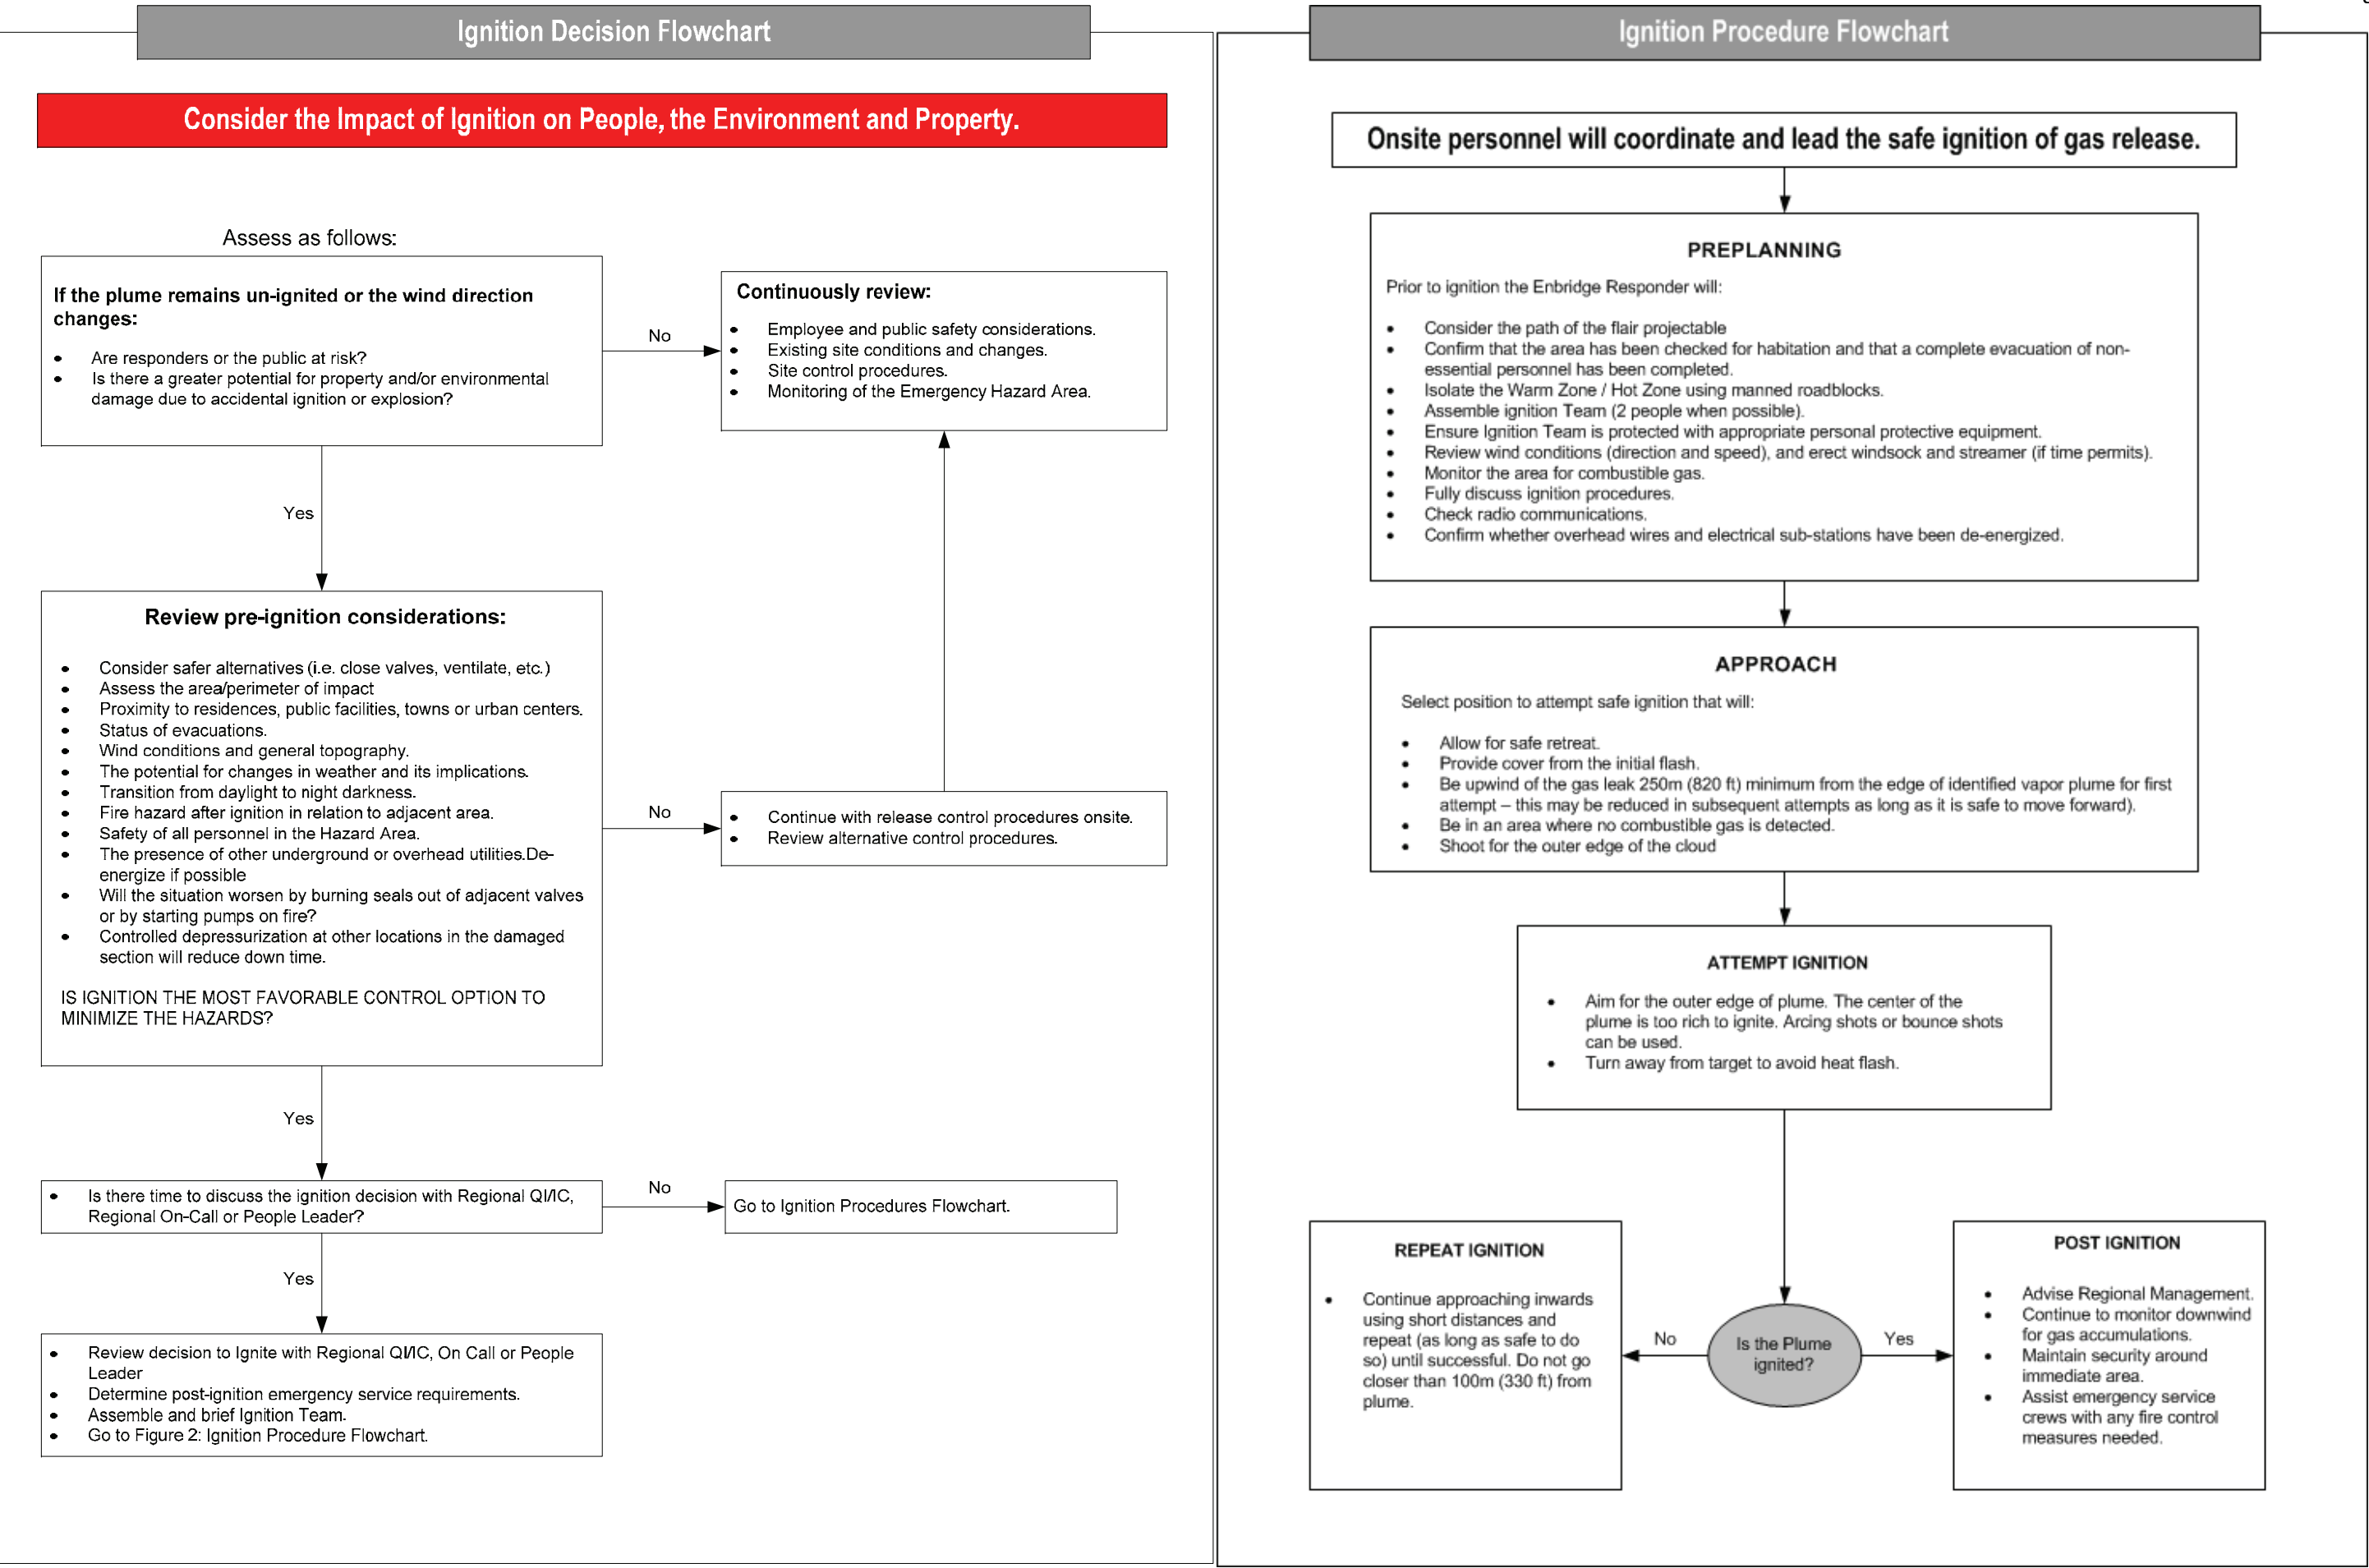 Ignition Decision Flowchart
Consider the Impact of Ignition on People, the Environment and Property.
Assess as follows:
If the plume remains un-ignited or the wind direction
changes:
• Are responders or the public at risk?
• Is there a greater potential for property and/or environmental
damage due to accidental ignition or explosion?
No
Continuously review:
• Employee and public safety considerations.
• Existing site conditions and changes.
• Site control procedures.
• Monitoring of the Emergency Hazard Area.
Yes
Review pre-ignition considerations:
• Consider safer alternatives (i.e. close valves, ventilate, etc.)
• Assess the area/perimeter of impact
• Proximity to residences, public facilities, towns or urban centers.
• Status of evacuations.
• Wind conditions and general topography.
• The potential for changes in weather and its implications.
• Transition from daylight to night darkness.
• Fire hazard after ignition in relation to adjacent area.
• Safety of all personnel in the Hazard Area.
• The presence of other underground or overhead utilities.De-
energize if possible
• Will the situation worsen by burning seals out of adjacent valves
or by starting pumps on fire?
• Controlled depressurization at other locations in the damaged
section will reduce down time.
IS IGNITION THE MOST FAVORABLE CONTROL OPTION TO
MINIMIZE THE HAZARDS?
No
• Continue with release control procedures onsite.
• Review alternative control procedures.
Yes
• Is there time to discuss the ignition decision with Regional QI/IC,
Regional On-Call or People Leader?
No
Go to Ignition Procedures Flowchart.
Yes
• Review decision to Ignite with Regional QI/IC, On Call or People
Leader
• Determine post-ignition emergency service requirements.
• Assemble and brief Ignition Team.
• Go to Figure 2: Ignition Procedure Flowchart.
Ignition Procedure Flowchart
Onsite personnel will coordinate and lead the safe ignition of gas release.
PREPLANNING
Prior to ignition the Enbridge Responder will:
• Consider the path of the flair projectable
• Confirm that the area has been checked for habitation and that a complete evacuation of non-
essential personnel has been completed.
• Isolate the Warm Zone / Hot Zone using manned roadblocks.
• Assemble ignition Team (2 people when possible).
• Ensure Ignition Team is protected with appropriate personal protective equipment.
• Review wind conditions (direction and speed), and erect windsock and streamer (if time permits).
• Monitor the area for combustible gas.
• Fully discuss ignition procedures.
• Check radio communications.
• Confirm whether overhead wires and electrical sub-stations have been de-energized.
APPROACH
Select position to attempt safe ignition that will:
• Allow for safe retreat.
• Provide cover from the initial flash.
• Be upwind of the gas leak 250m (820 ft) minimum from the edge of identified vapor plume for first
attempt – this may be reduced in subsequent attempts as long as it is safe to move forward).
• Be in an area where no combustible gas is detected.
• Shoot for the outer edge of the cloud
ATTEMPT IGNITION
• Aim for the outer edge of plume. The center of the
plume is too rich to ignite. Arcing shots or bounce shots
can be used.
• Turn away from target to avoid heat flash.
REPEAT IGNITION
• Continue approaching inwards
using short distances and
repeat (as long as safe to do
so) until successful. Do not go
closer than 100m (330 ft) from
plume.
No
Is the Plume
ignited?
Yes
POST IGNITION
• Advise Regional Management.
• Continue to monitor downwind
for gas accumulations.
• Maintain security around
immediate area.
• Assist emergency service
crews with any fire control
measures needed.